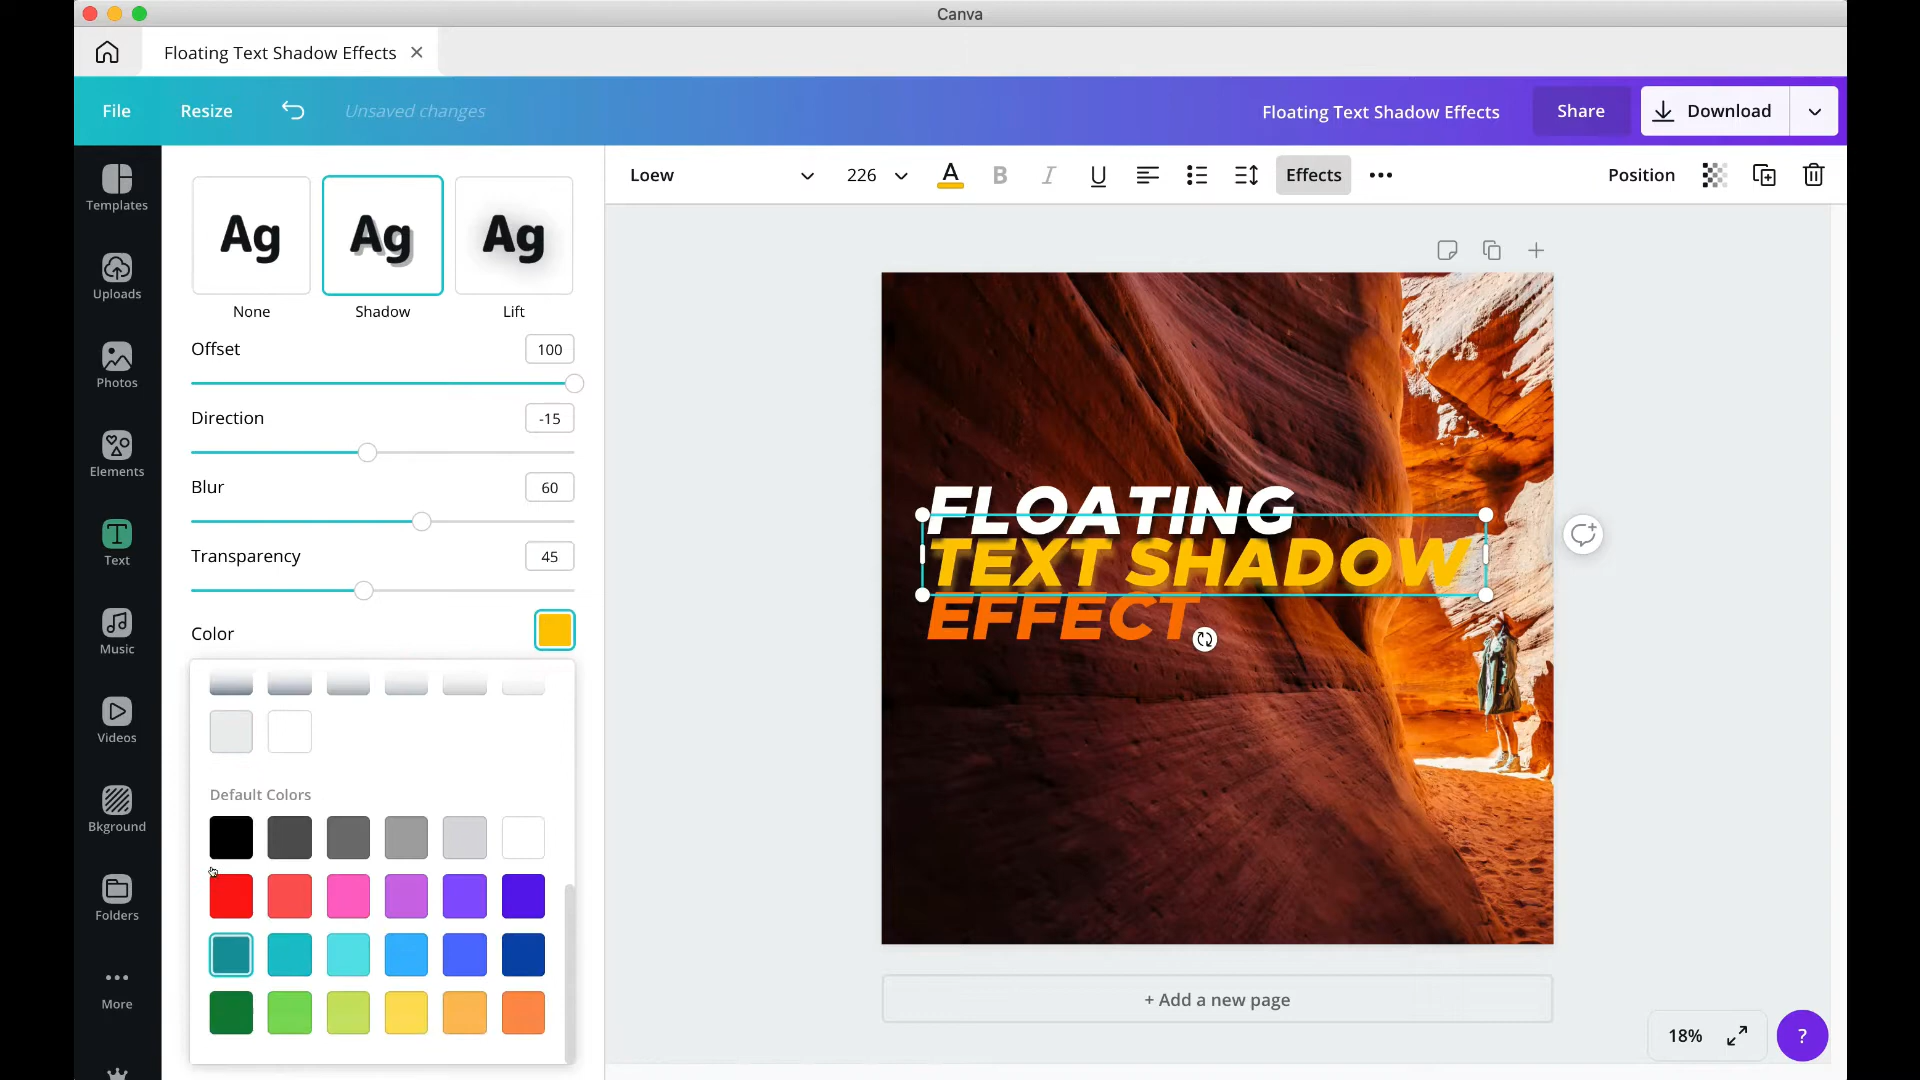 Canva
Floating Text Shadow Effects
File
Resize
Unsaved changes
Floating Text Shadow Effects
Share
Download
Templates
Uploads
Photos
Elements
Text
Music
Videos
Bkground
Folders
More
Ag
Ag
Ag
None
Shadow
Lift
Offset
100
Direction
-15
Blur
60
Transparency
45
Color
Default Colors
Loew
226
A
B
I
U
Effects
Position
FLOATING
TEXT SHADOW
EFFECT
+ Add a new page
18%
?